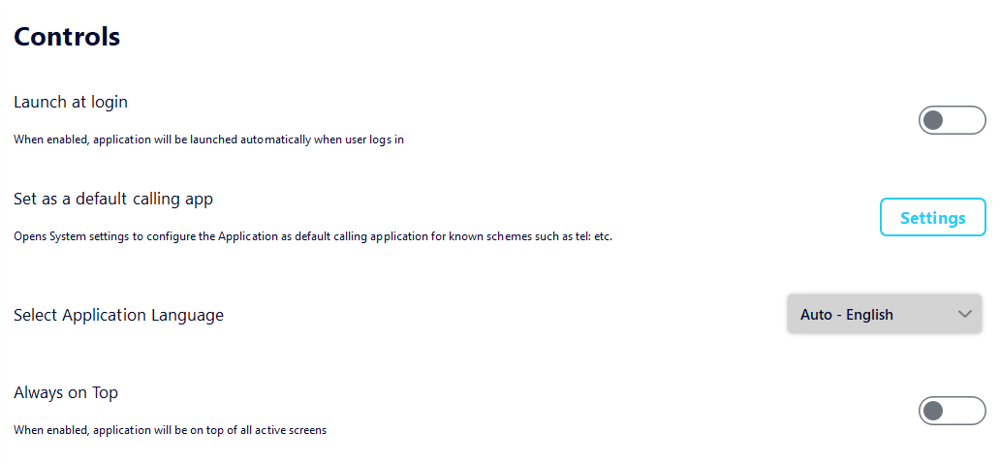 Controls
Launch at login
When enabled, application will be launched automatically when user logs in
Set as a default calling app
Settings
Opens System settings to configure the Application as default calling application for known schemes such as tel: etc.
Select Application Language
Auto - English
Always on Top
When enabled, application will be on top of all active screens